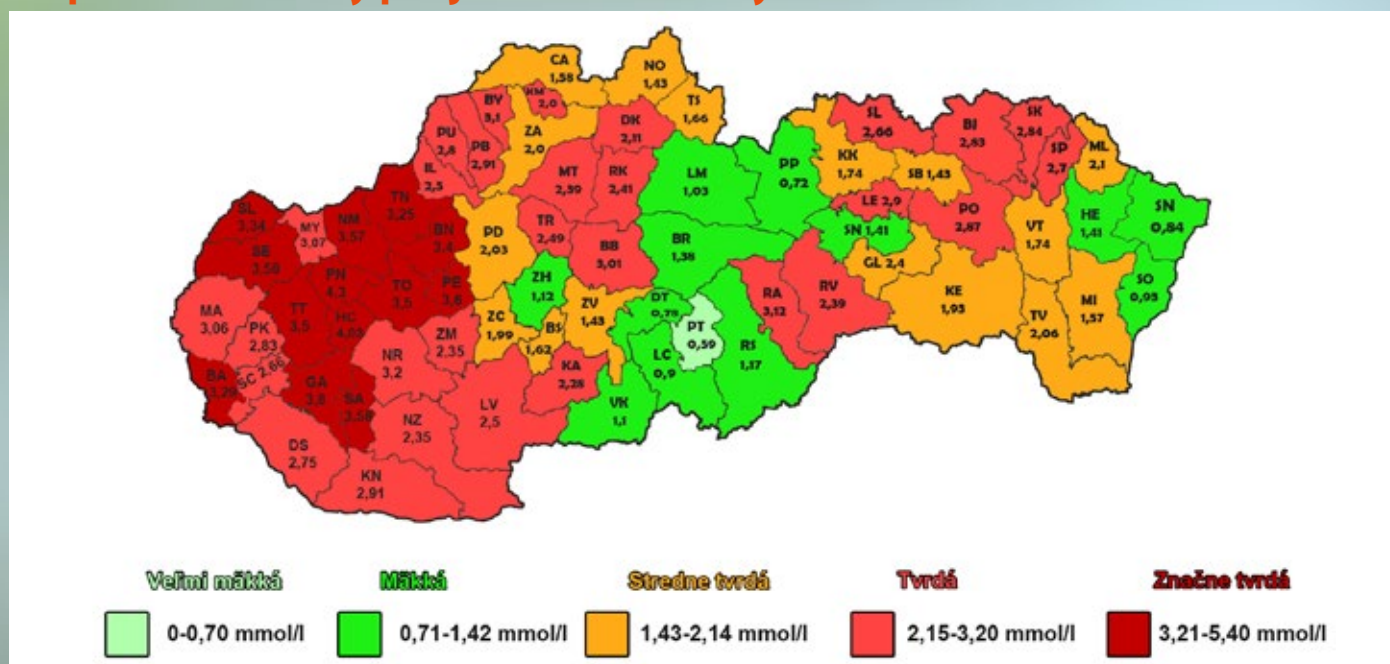 CA
1,58
NO
1,43
TS
1,66
BY
3,1
KM
2,0
ZA
2,0
PU
2,8
PB
2,91
IL
2,5
DK
2,11
MT
2,39
RK
2,41
LM
1,03
PP
0,72
KK
1,74
SL
2,66
BJ
2,83
SK
2,84
SP
2,7
ML
2,1
SB 1,43
LE 2,9
PO
2,87
VT
1,74
HE
1,41
SN
0,84
SO
0,95
SN 1,41
GL 2,4
KE
1,93
MI
1,57
TV
2,06
TN
3,25
SL
3,34
MY
3,07
NM
3,57
BN
3,4
PD
2,03
TR
2,49
BB
3,01
BR
1,38
SE
3,56
PN
4,3
TO
3,5
PE
3,6
ZH
1,12
ZV
1,43
DT
0,78
PT
0,59
RA
3,12
RV
2,39
MA
3,06
PK
2,83
TT
3,5
HC
4,03
ZC
1,99
BS
1,62
ZM
2,35
NR
3,2
LC
0,9
RS
1,17
BA
3,29
SC 2,66
GA
3,8
SA
3,58
KA
2,28
VK
1,1
LV
2,5
NZ
2,35
DS
2,75
KN
2,91
Veľmi mäkká
Mäkká
Stredne tvrdá
Tvrdá
Značne tvrdá
0-0,70 mmol/l
0,71-1,42 mmol/l
1,43-2,14 mmol/l
2,15-3,20 mmol/l
3,21-5,40 mmol/l